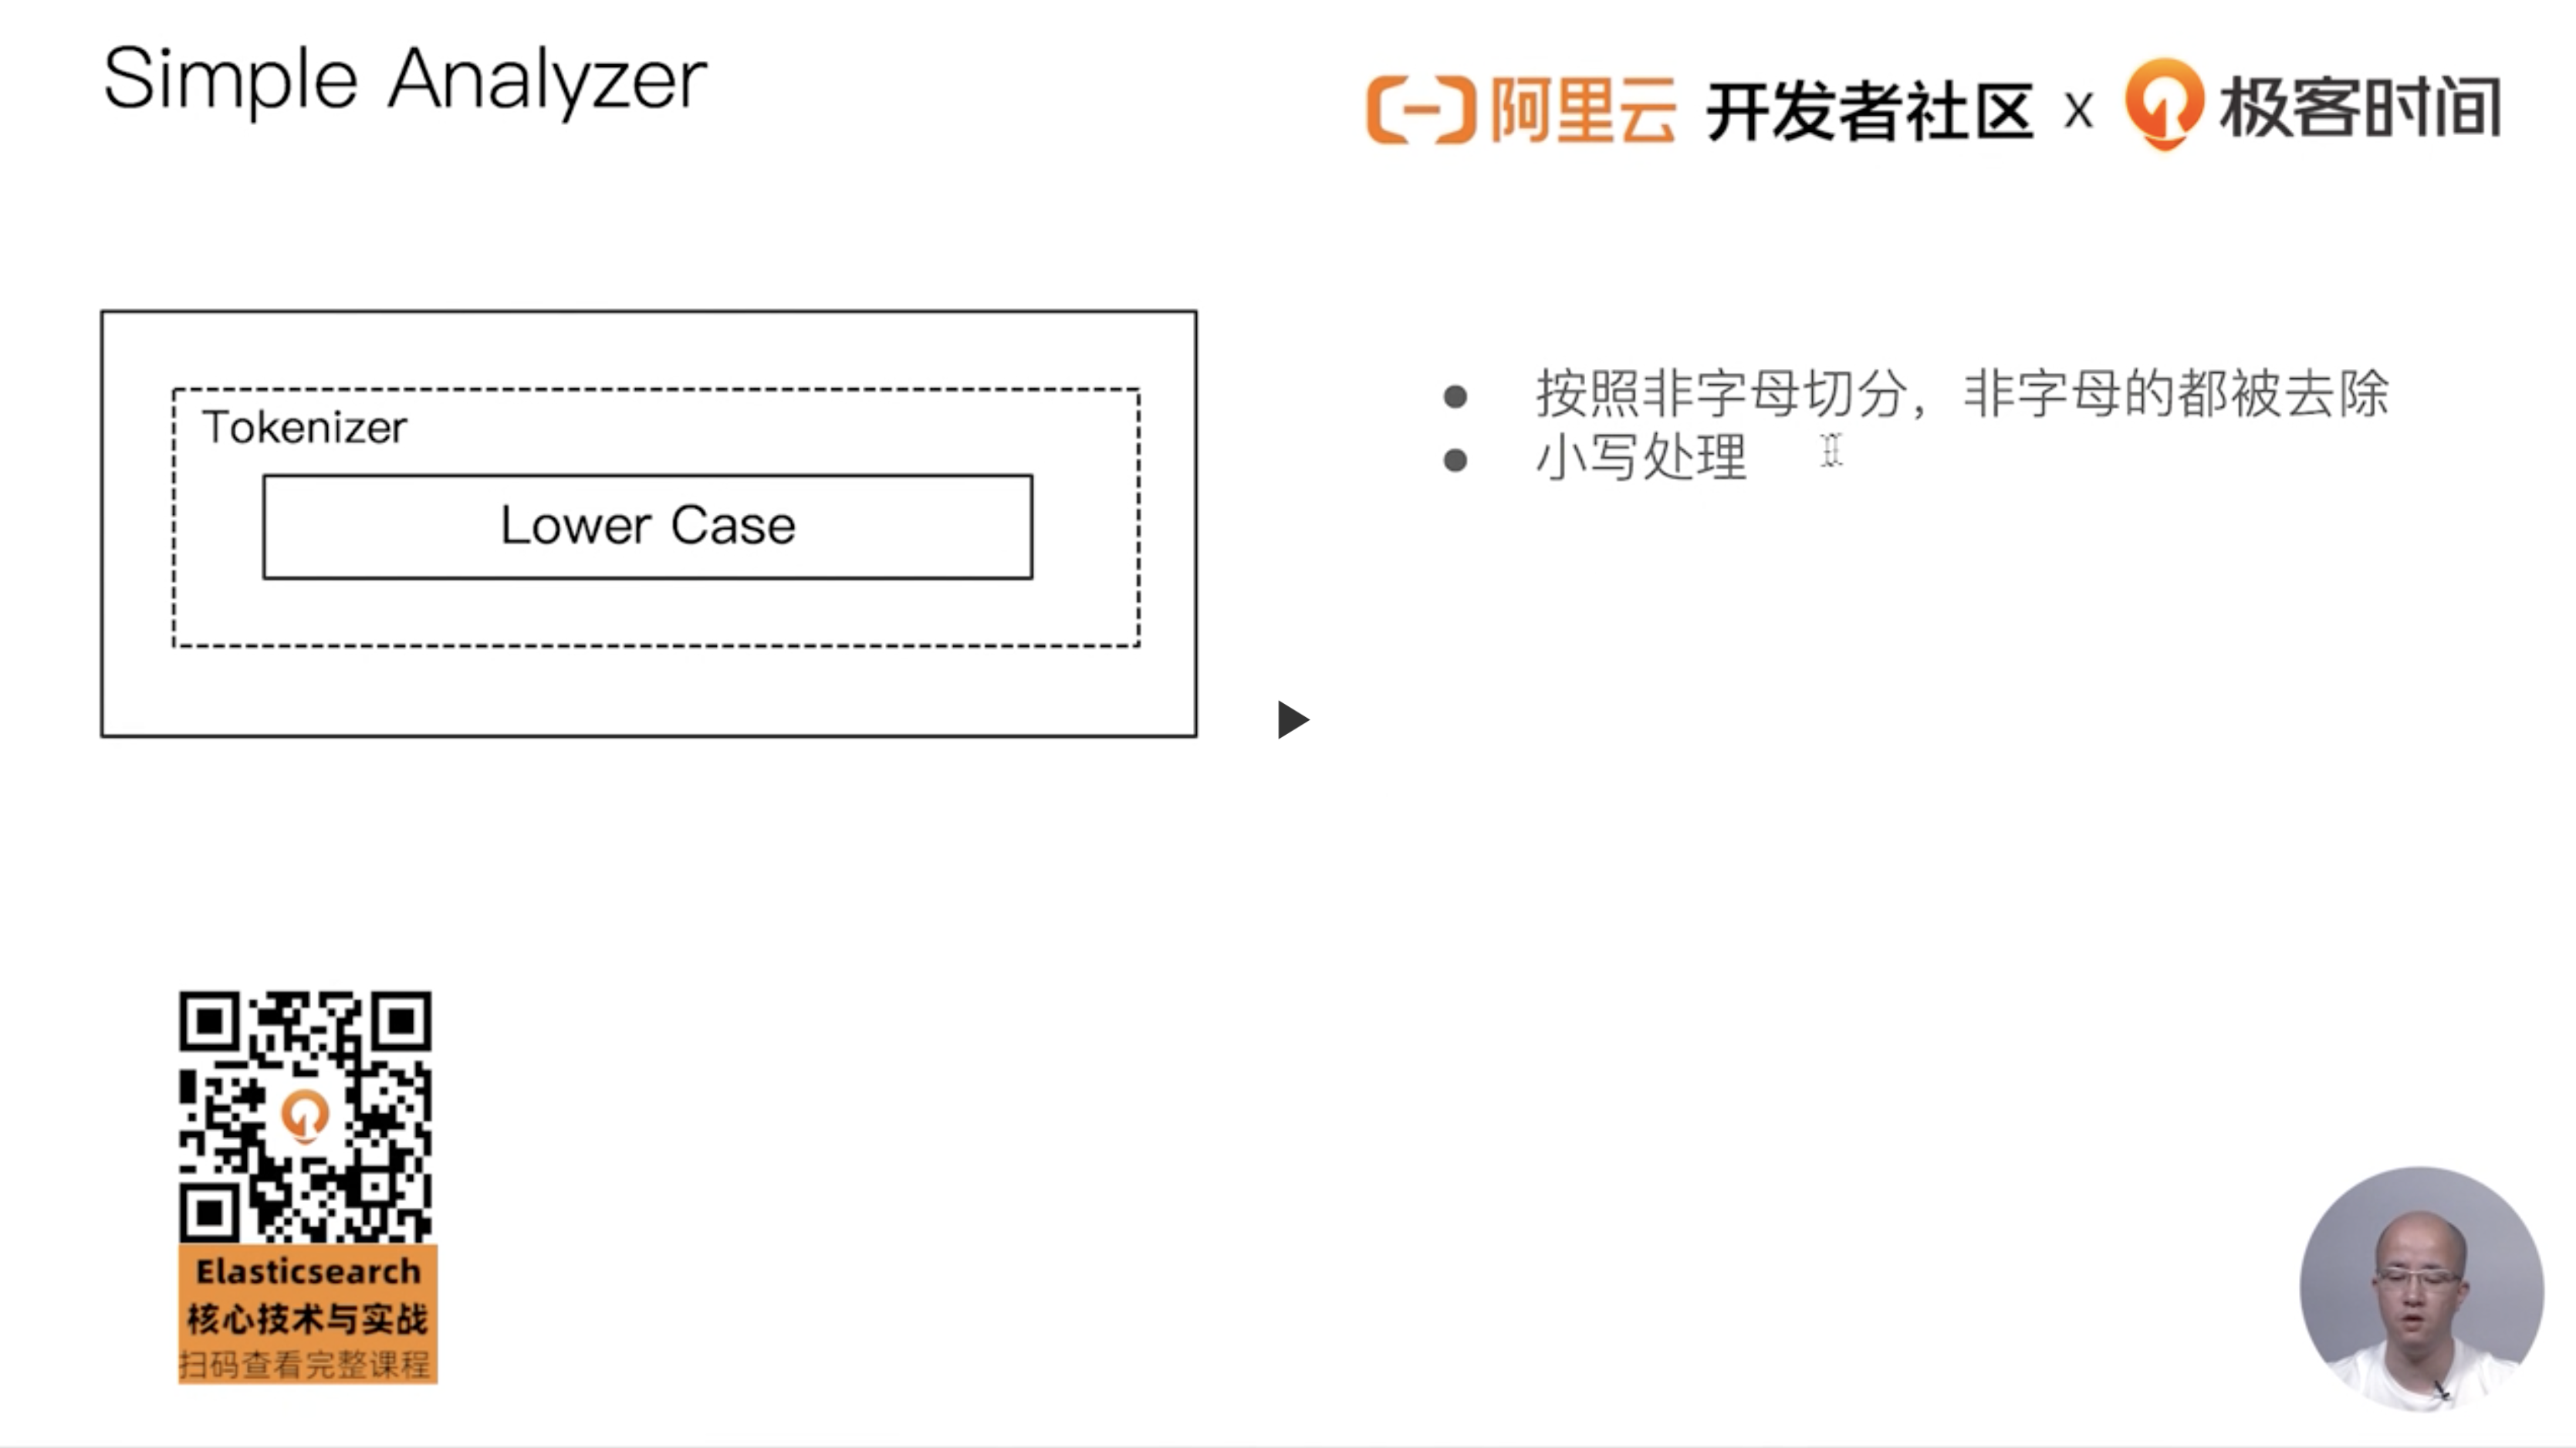 Simple Analyzer
阿里云 开发者社区 x 极客时间
Tokenizer
Lower Case
按照非字母切分，非字母的都被去除
小写处理
Elasticsearch
核心技术与实战
扫码查看完整课程